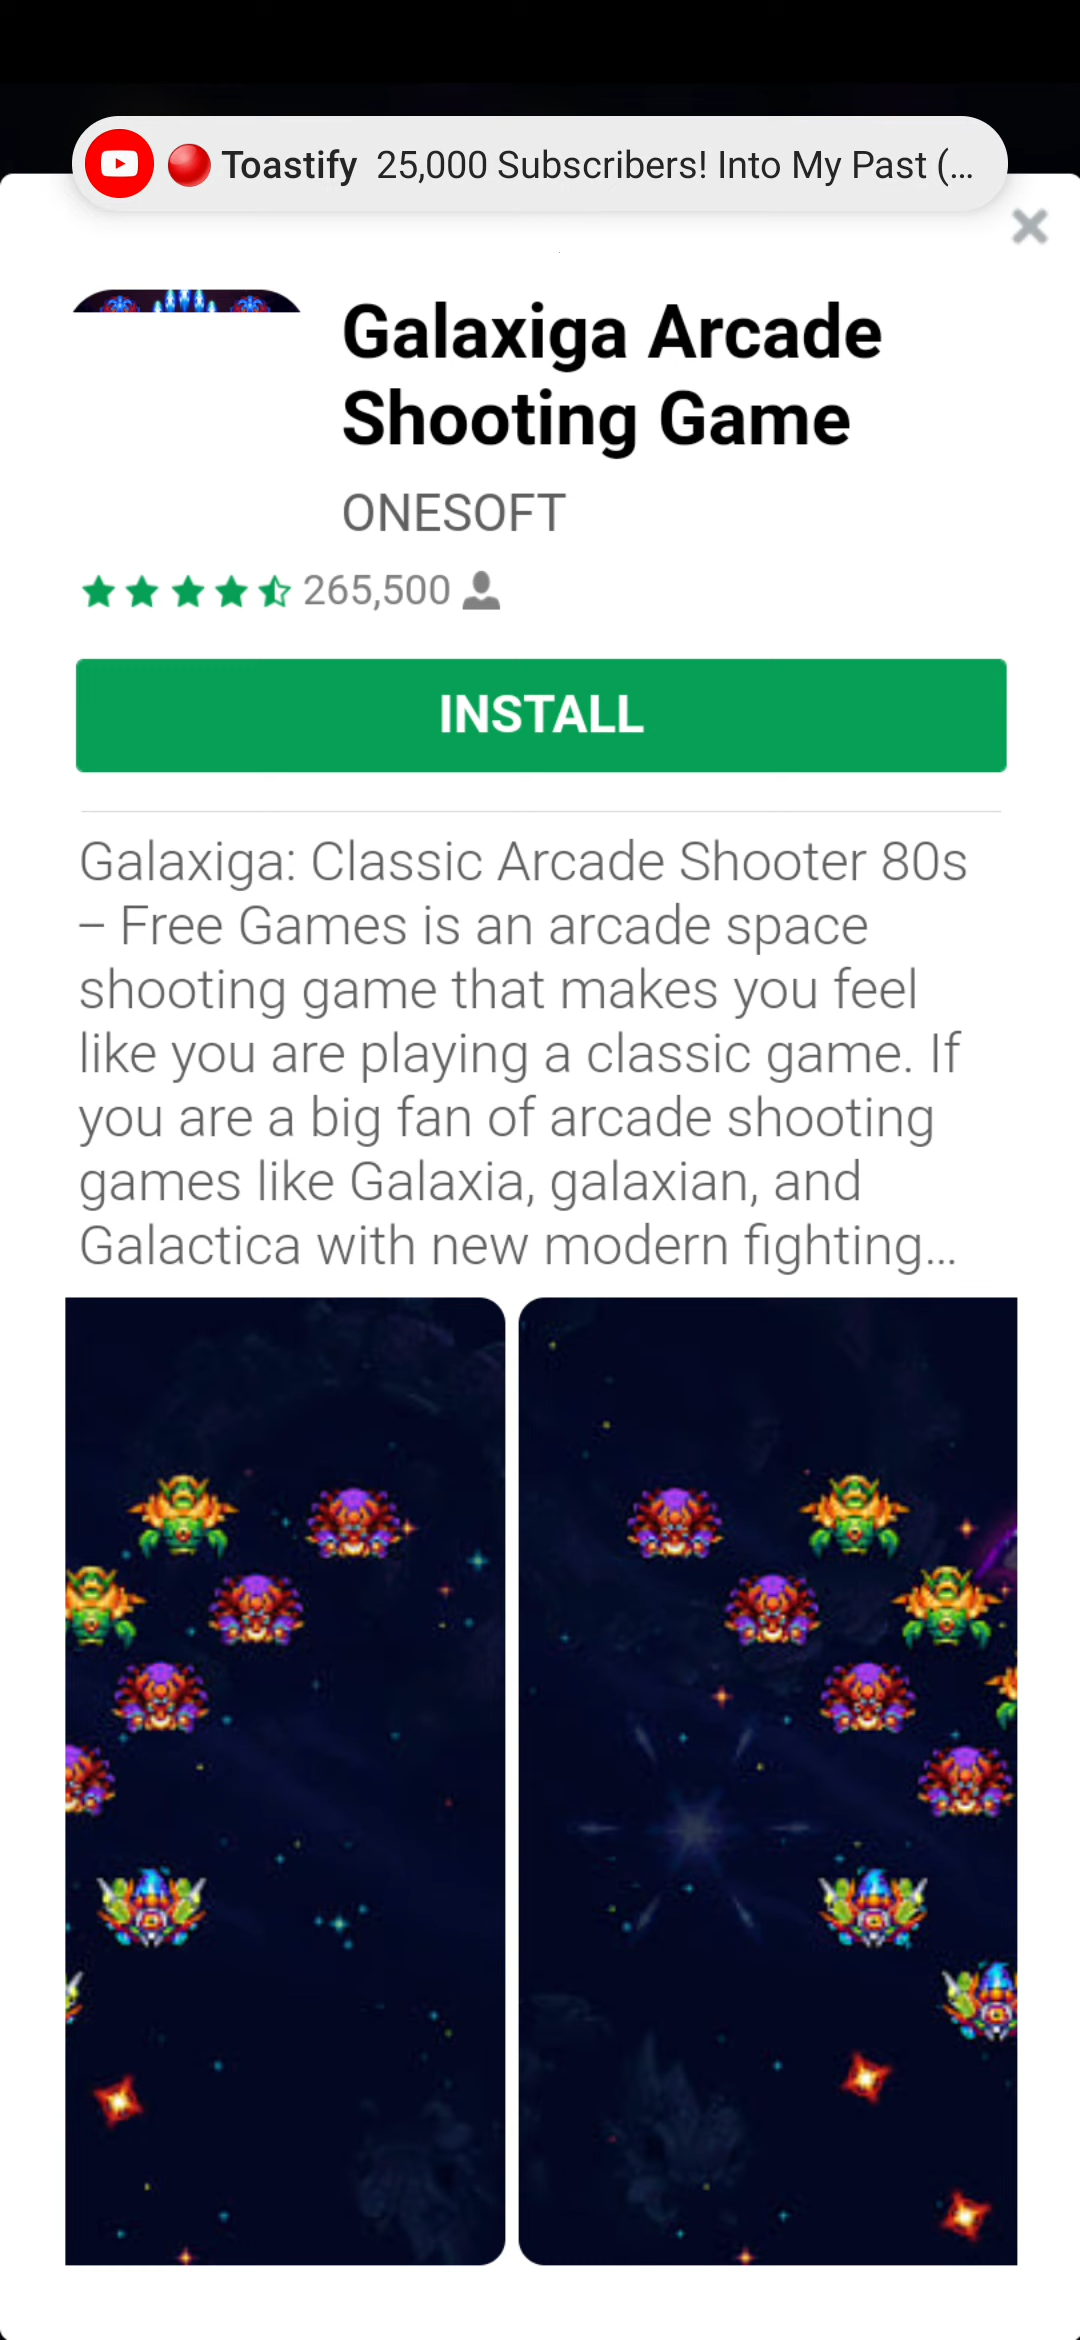 Toastify 25,000 Subscribers! Into My Past (...
Galaxiga Arcade
Shooting Game
ONESOFT
265,500
INSTALL
Galaxiga: Classic Arcade Shooter 80s
– Free Games is an arcade space
shooting game that makes you feel
like you are playing a classic game. If
you are a big fan of arcade shooting
games like Galaxia, galaxian, and
Galactica with new modern fighting...